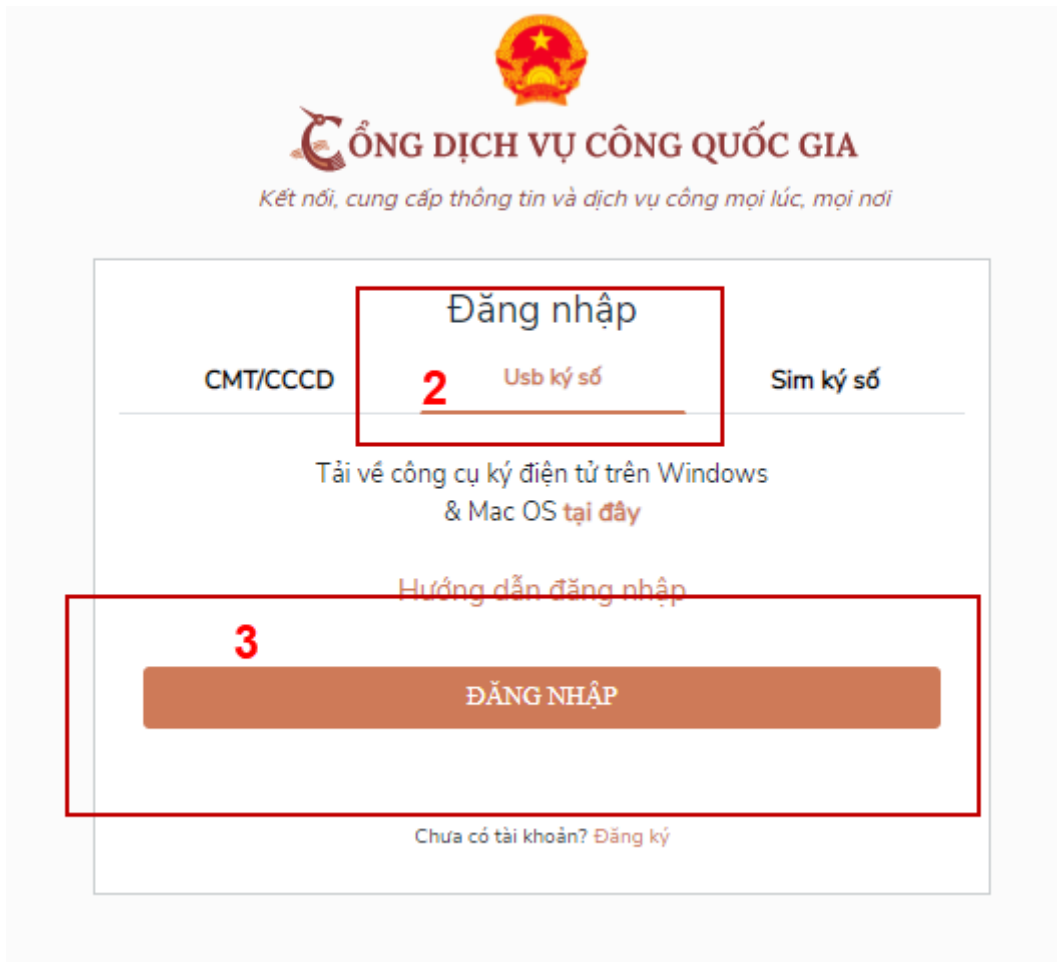 CỔNG DỊCH VỤ CÔNG QUỐC GIA
Kết nối, cung cấp thông tin và dịch vụ công mọi lúc, mọi nơi
Đăng nhập
CMT/CCCD 2 Usb ký số Sim ký số
Tải về công cụ ký điện tử trên Windows
& Mac OS tại đây
Hướng dẫn đăng nhập
3
ĐĂNG NHẬP
Chưa có tài khoản? Đăng ký